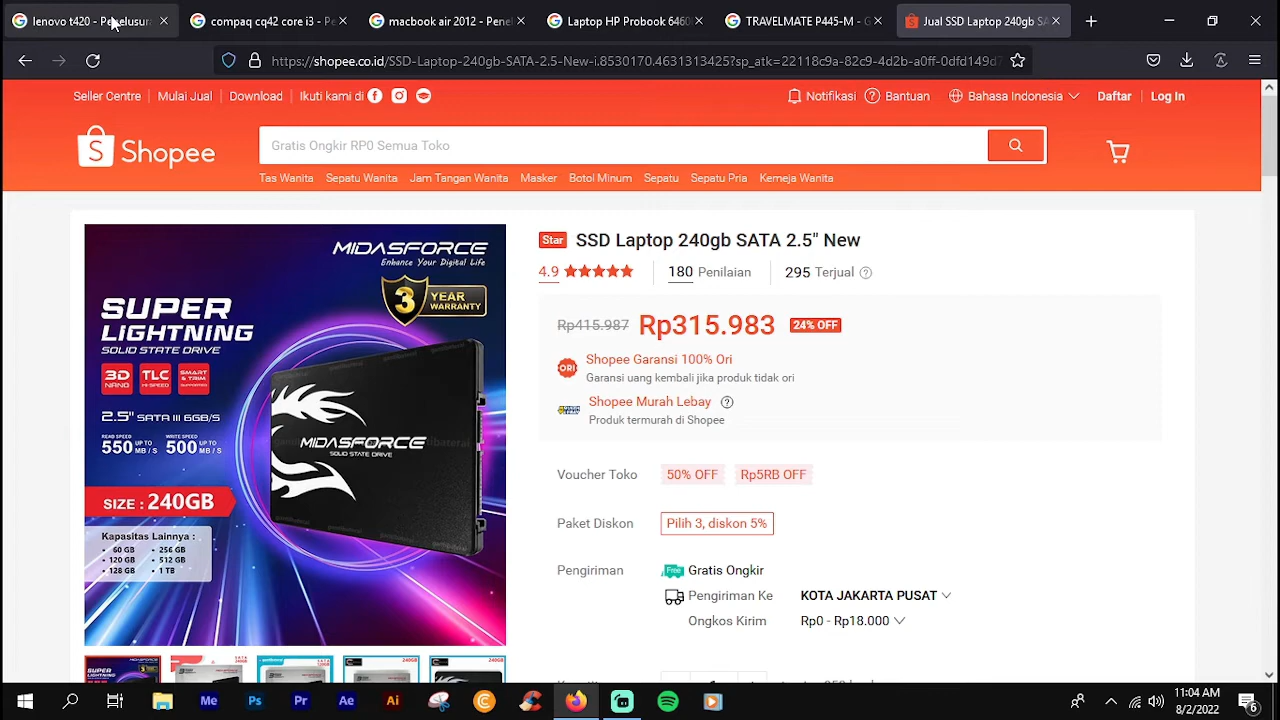 lenovo t420 - Penelusura
compaq cq42 core i3 - Pe
macbook air 2012 - Penel
Laptop HP Probook 6460
TRAVELMATE P445-M - G
Jual SSD Laptop 240gb SA
https://shopee.co.id/SSD-Laptop-240gb-SATA-2.5-New-i.8530170.4631313425?sp_atk=22118c9a-82c9-4d2b-a0ff-0dfd149d7
Seller Centre
Mulai Jual
Download
Ikuti kami di
Notifikasi
Bantuan
Bahasa Indonesia
Daftar
Log In
Shopee
Gratis Ongkir RP0 Semua Toko
Tas Wanita
Sepatu Wanita
Jam Tangan Wanita
Masker
Botol Minum
Sepatu
Sepatu Pria
Kemeja Wanita
MIDASFORCE
Enhance Your Digital Life
3 YEAR WARRANTY
SUPER
LIGHTNING
SOLID STATE DRIVE
3D NAND
TLC HI-SPEED
SMART & TRIM SUPPORTED
2.5" SATA III 6GB/S
READ SPEED 550 UP TO MB/S
WRITE SPEED 500 UP TO MB/S
MIDASFORCE
SOLID STATE DRIVE
SIZE : 240GB
Kapasitas Lainnya :
• 60 GB • 256 GB
• 120 GB • 512 GB
• 128 GB • 1 TB
Star SSD Laptop 240gb SATA 2.5" New
4.9
180 Penilaian
295 Terjual
Rp415.987 Rp315.983 24% OFF
ORI Shopee Garansi 100% Ori
Garansi uang kembali jika produk tidak ori
Shopee Murah Lebay
Produk termurah di Shopee
Voucher Toko 50% OFF Rp5RB OFF
Paket Diskon Pilih 3, diskon 5%
Pengiriman Free Gratis Ongkir
Pengiriman Ke KOTA JAKARTA PUSAT
Ongkos Kirim Rp0 - Rp18.000
Me
Ps
Pr
Ae
Ai
11:04 AM
8/2/2022
6